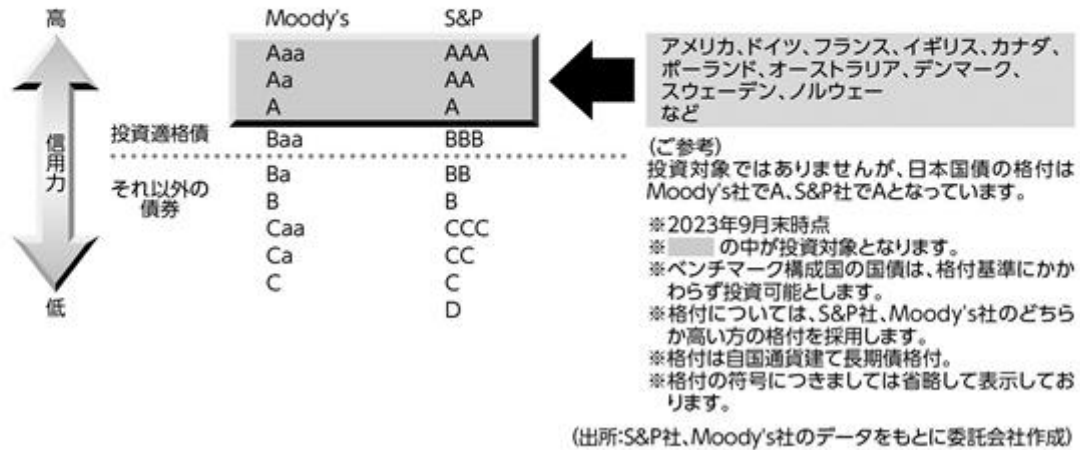 高
信用力
低
Moody's S&P
Aaa AAA
Aa AA
A A
投資適格債 Baa BBB
それ以外の
債券
Ba BB
B B
Caa CCC
Ca CC
C C
D
アメリカ、ドイツ、フランス、イギリス、カナダ、
ポーランド、オーストラリア、デンマーク、
スウェーデン、ノルウェー
など
(ご参考)
投資対象ではありませんが、日本国債の格付は
Moody's社でA、S&P社でAとなっています。
※2023年9月末時点
※ の中が投資対象となります。
※ベンチマーク構成国の国債は、格付基準にかか
わらず投資可能とします。
※格付については、S&P社、Moody's社のどちら
か高い方の格付を採用します。
※格付は自国通貨建て長期債格付。
※格付の符号につきましては省略して表示してお
ります。
(出所:S&P社、Moody's社のデータをもとに委託会社作成)